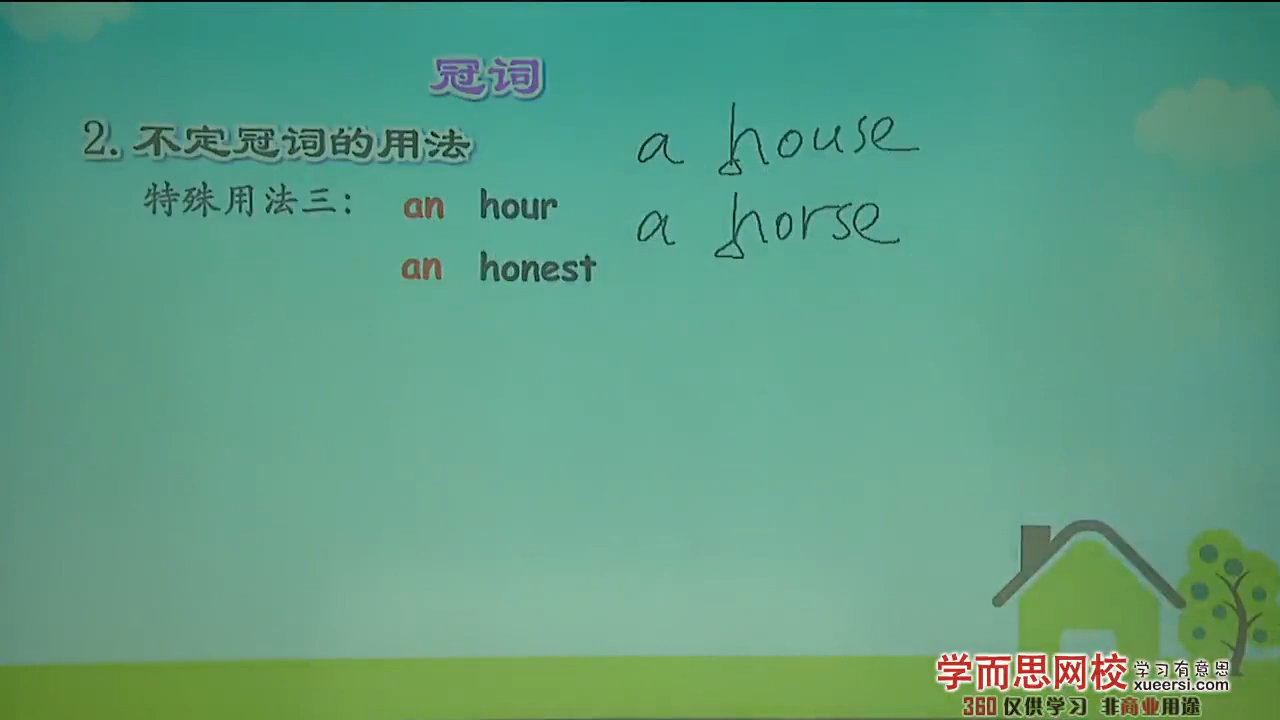 冠词
2. 不定冠词的用法
a house
特殊用法三： an hour
a horse
an honest
学而思网校 学习有意思
xueersi.com
360 仅供学习 非商业用途